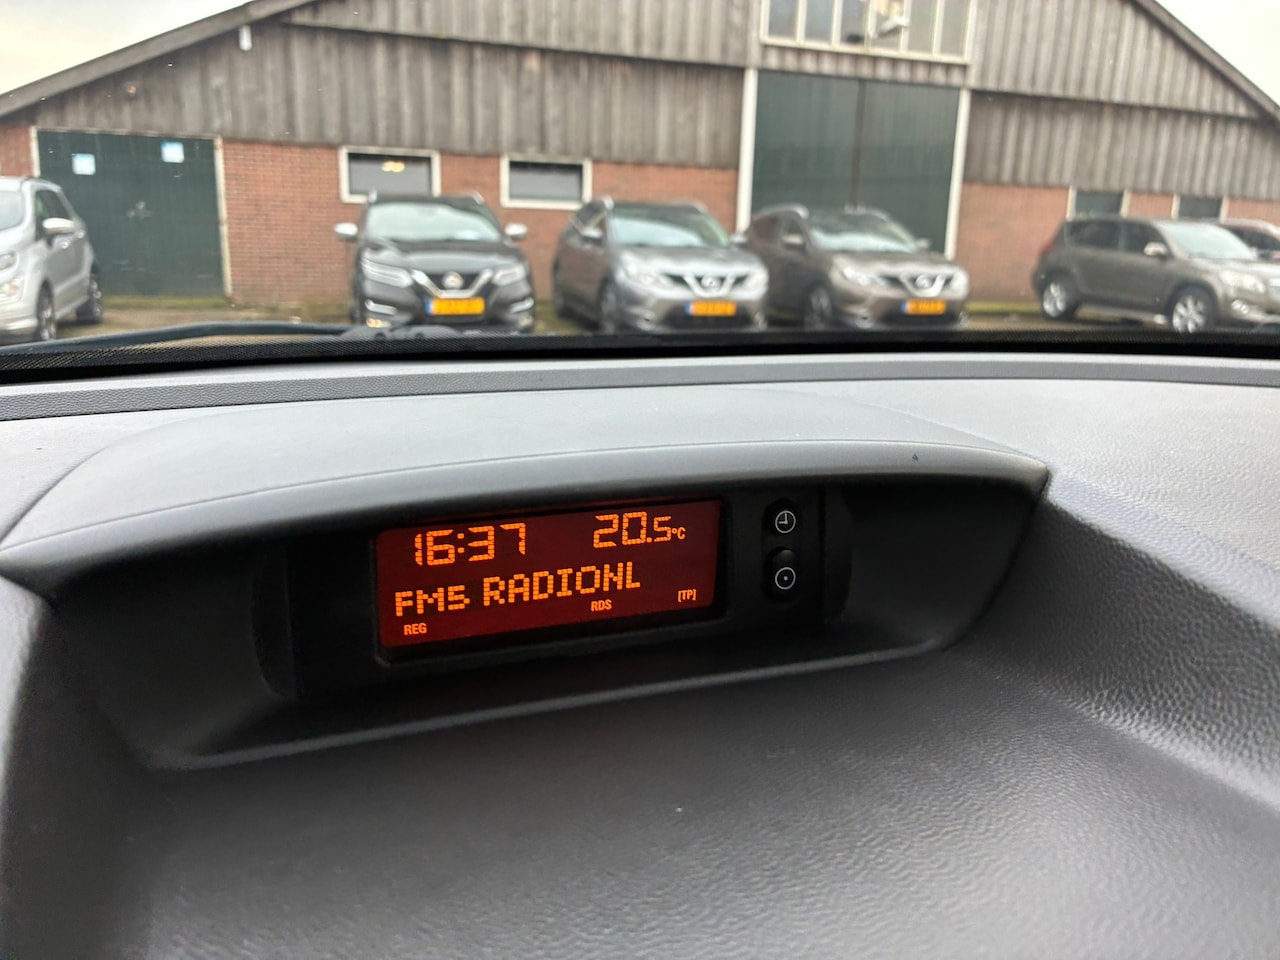 16:37 20.5°C
FM5 RADIONL
REG RDS [TP]